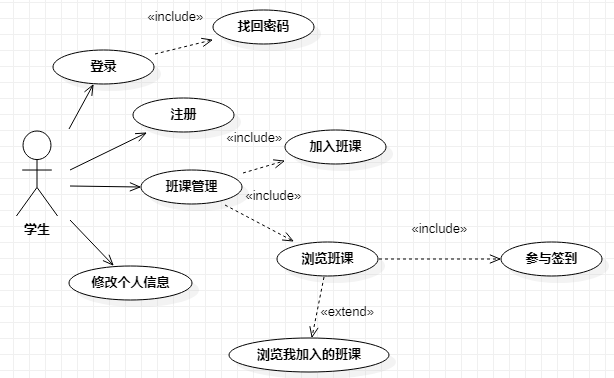 «include»
找回密码
登录
注册
«include»
加入班课
班课管理
«include»
学生
«include»
浏览班课
参与签到
修改个人信息
«extend»
浏览我加入的班课